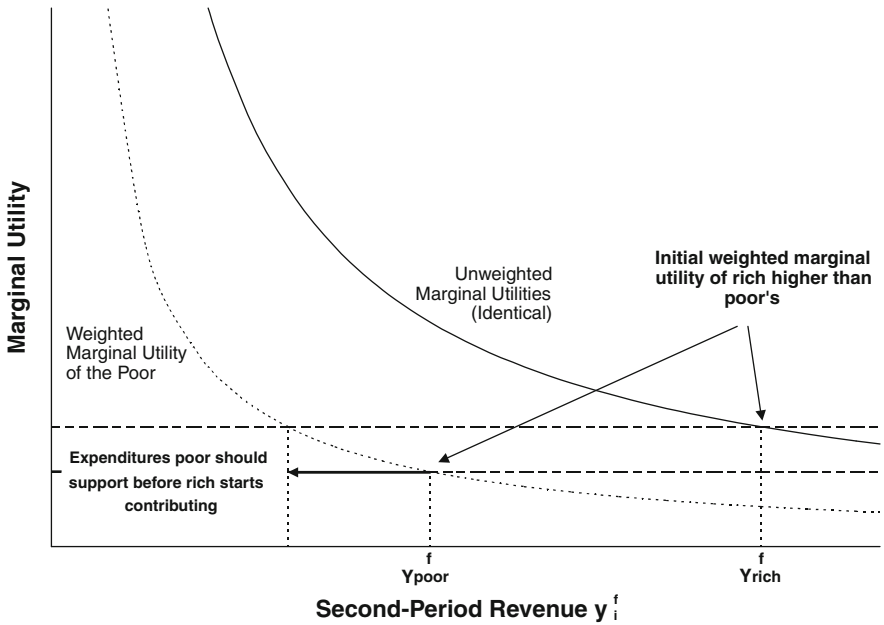 Marginal Utility
Unweighted
Marginal Utilities
(Identical)
Initial weighted marginal
utility of rich higher than
poor's
Weighted
Marginal Utility
of the Poor
Expenditures poor should
support before rich starts
contributing
f
Ypoor
f
Yrich
Second-Period Revenue y f i